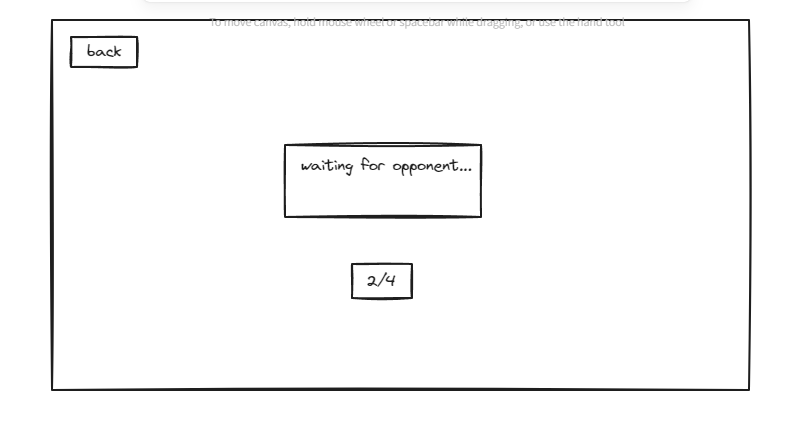 To move canvas, hold mouse wheel or spacebar while dragging, or use the hand tool
back
waiting for opponent...
2/4